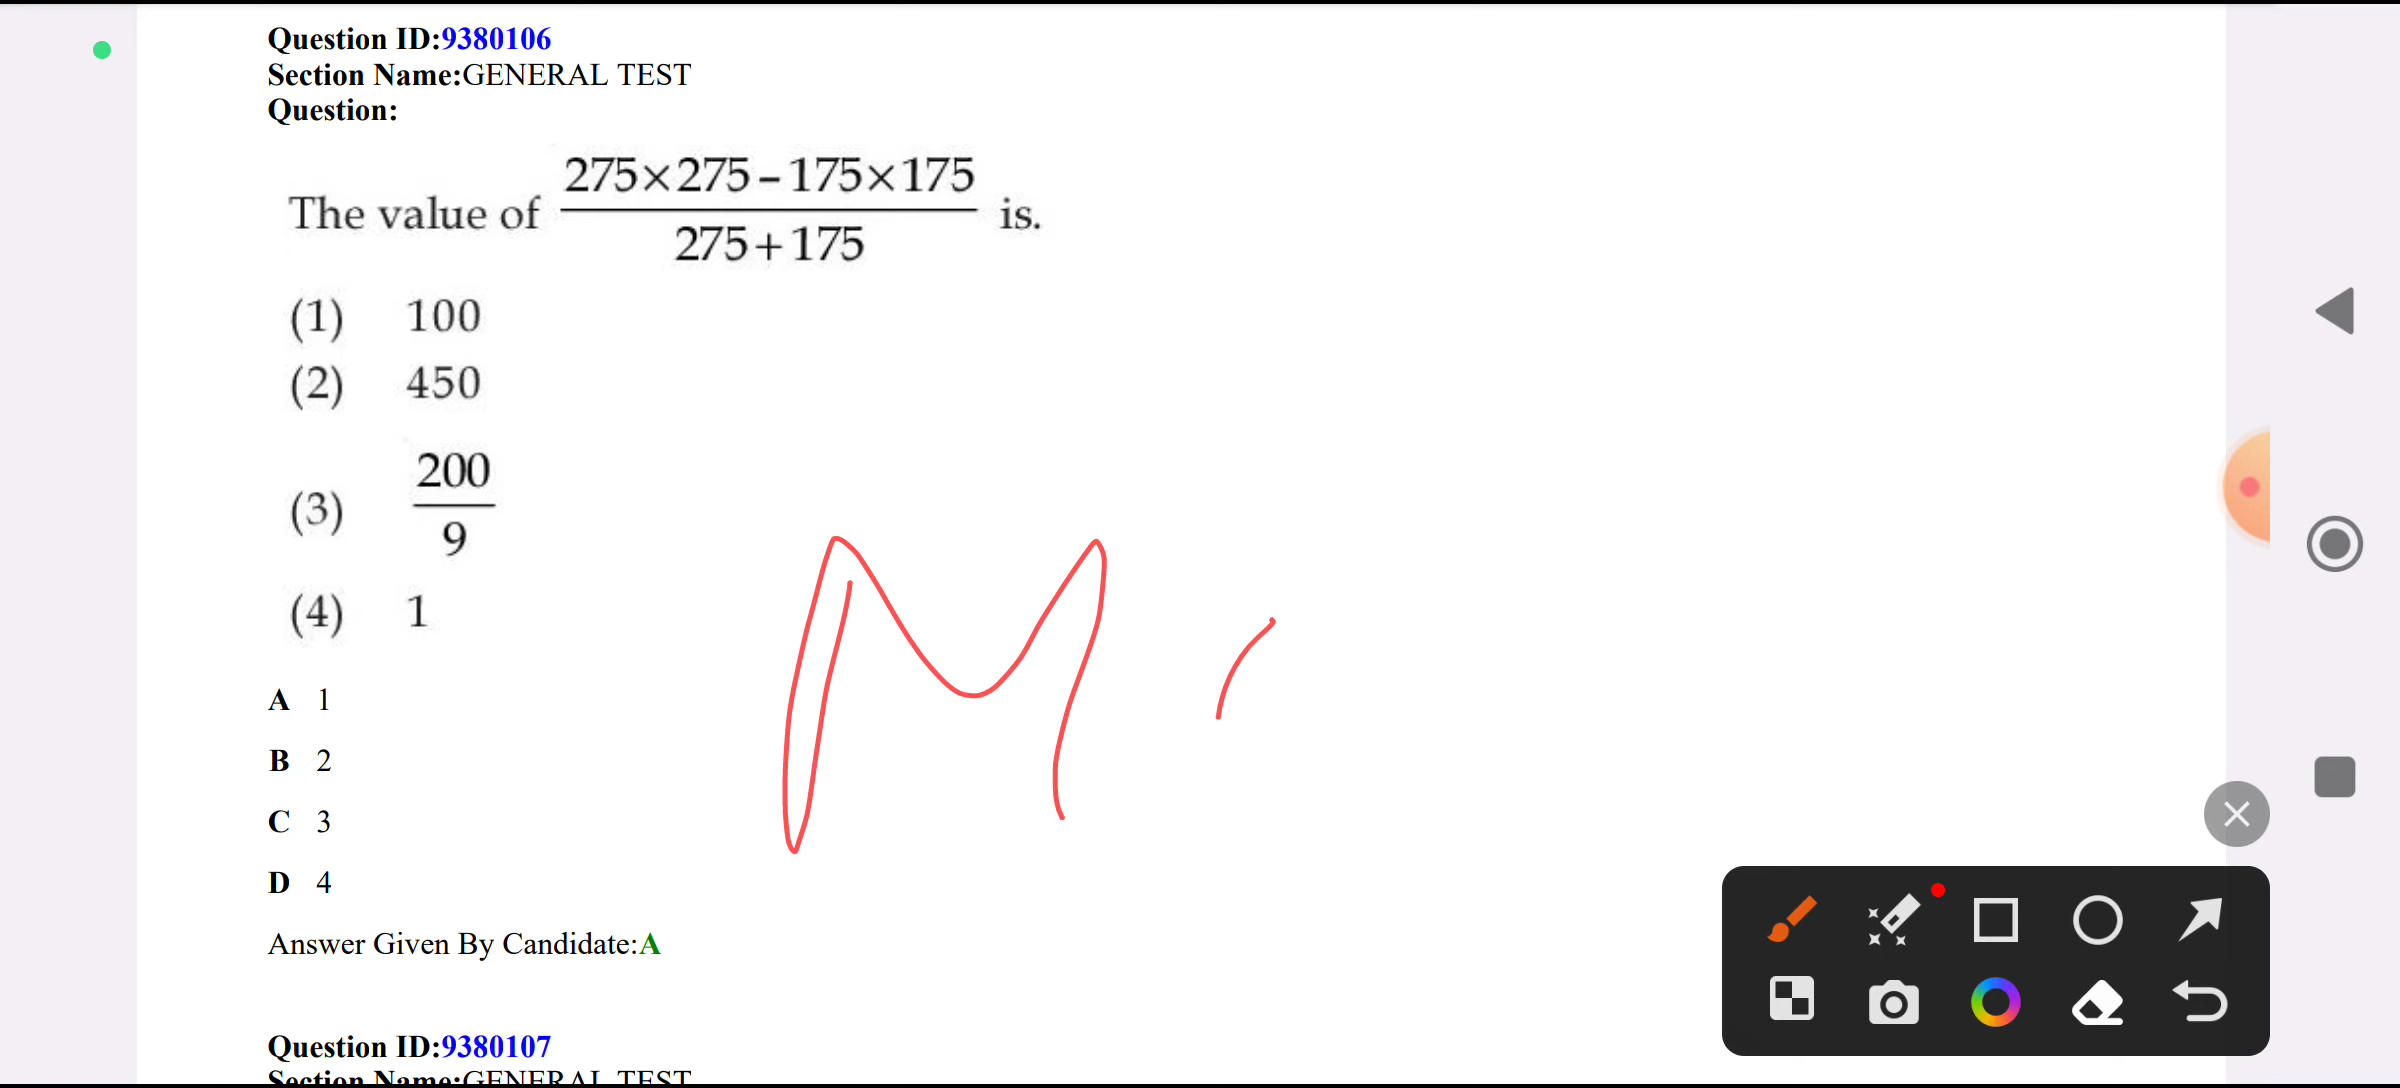 Question ID:9380106
Section Name:GENERAL TEST
Question:
The value of (275×275−175×175)/(275+175) is.
(1) 100
(2) 450
(3) 200/9
(4) 1
A 1
B 2
C 3
D 4
Answer Given By Candidate:A
M
Question ID:9380107
Section Name:GENERAL TEST